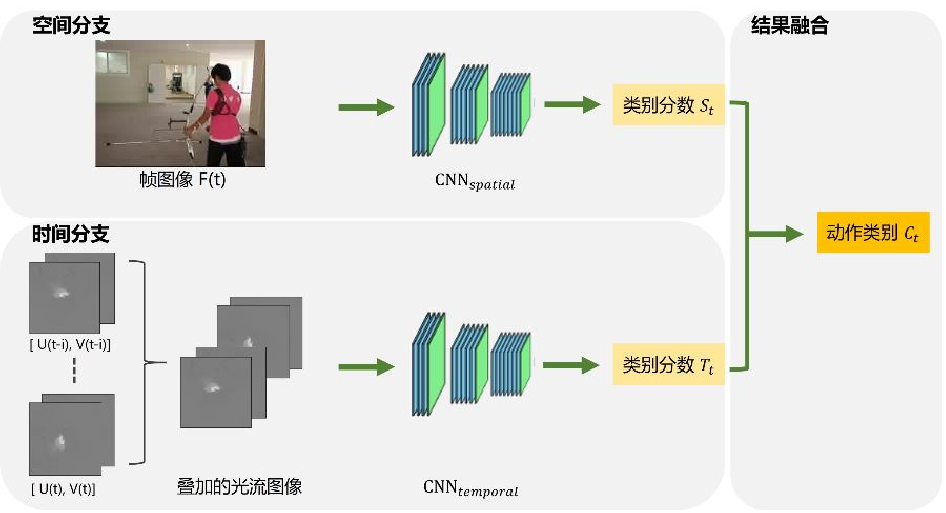 空间分支
帧图像 F(t)
CNN_spatial
类别分数 S_t
时间分支
[ U(t-i), V(t-i)]
[ U(t), V(t)]
叠加的光流图像
CNN_temporal
类别分数 T_t
结果融合
动作类别 C_t